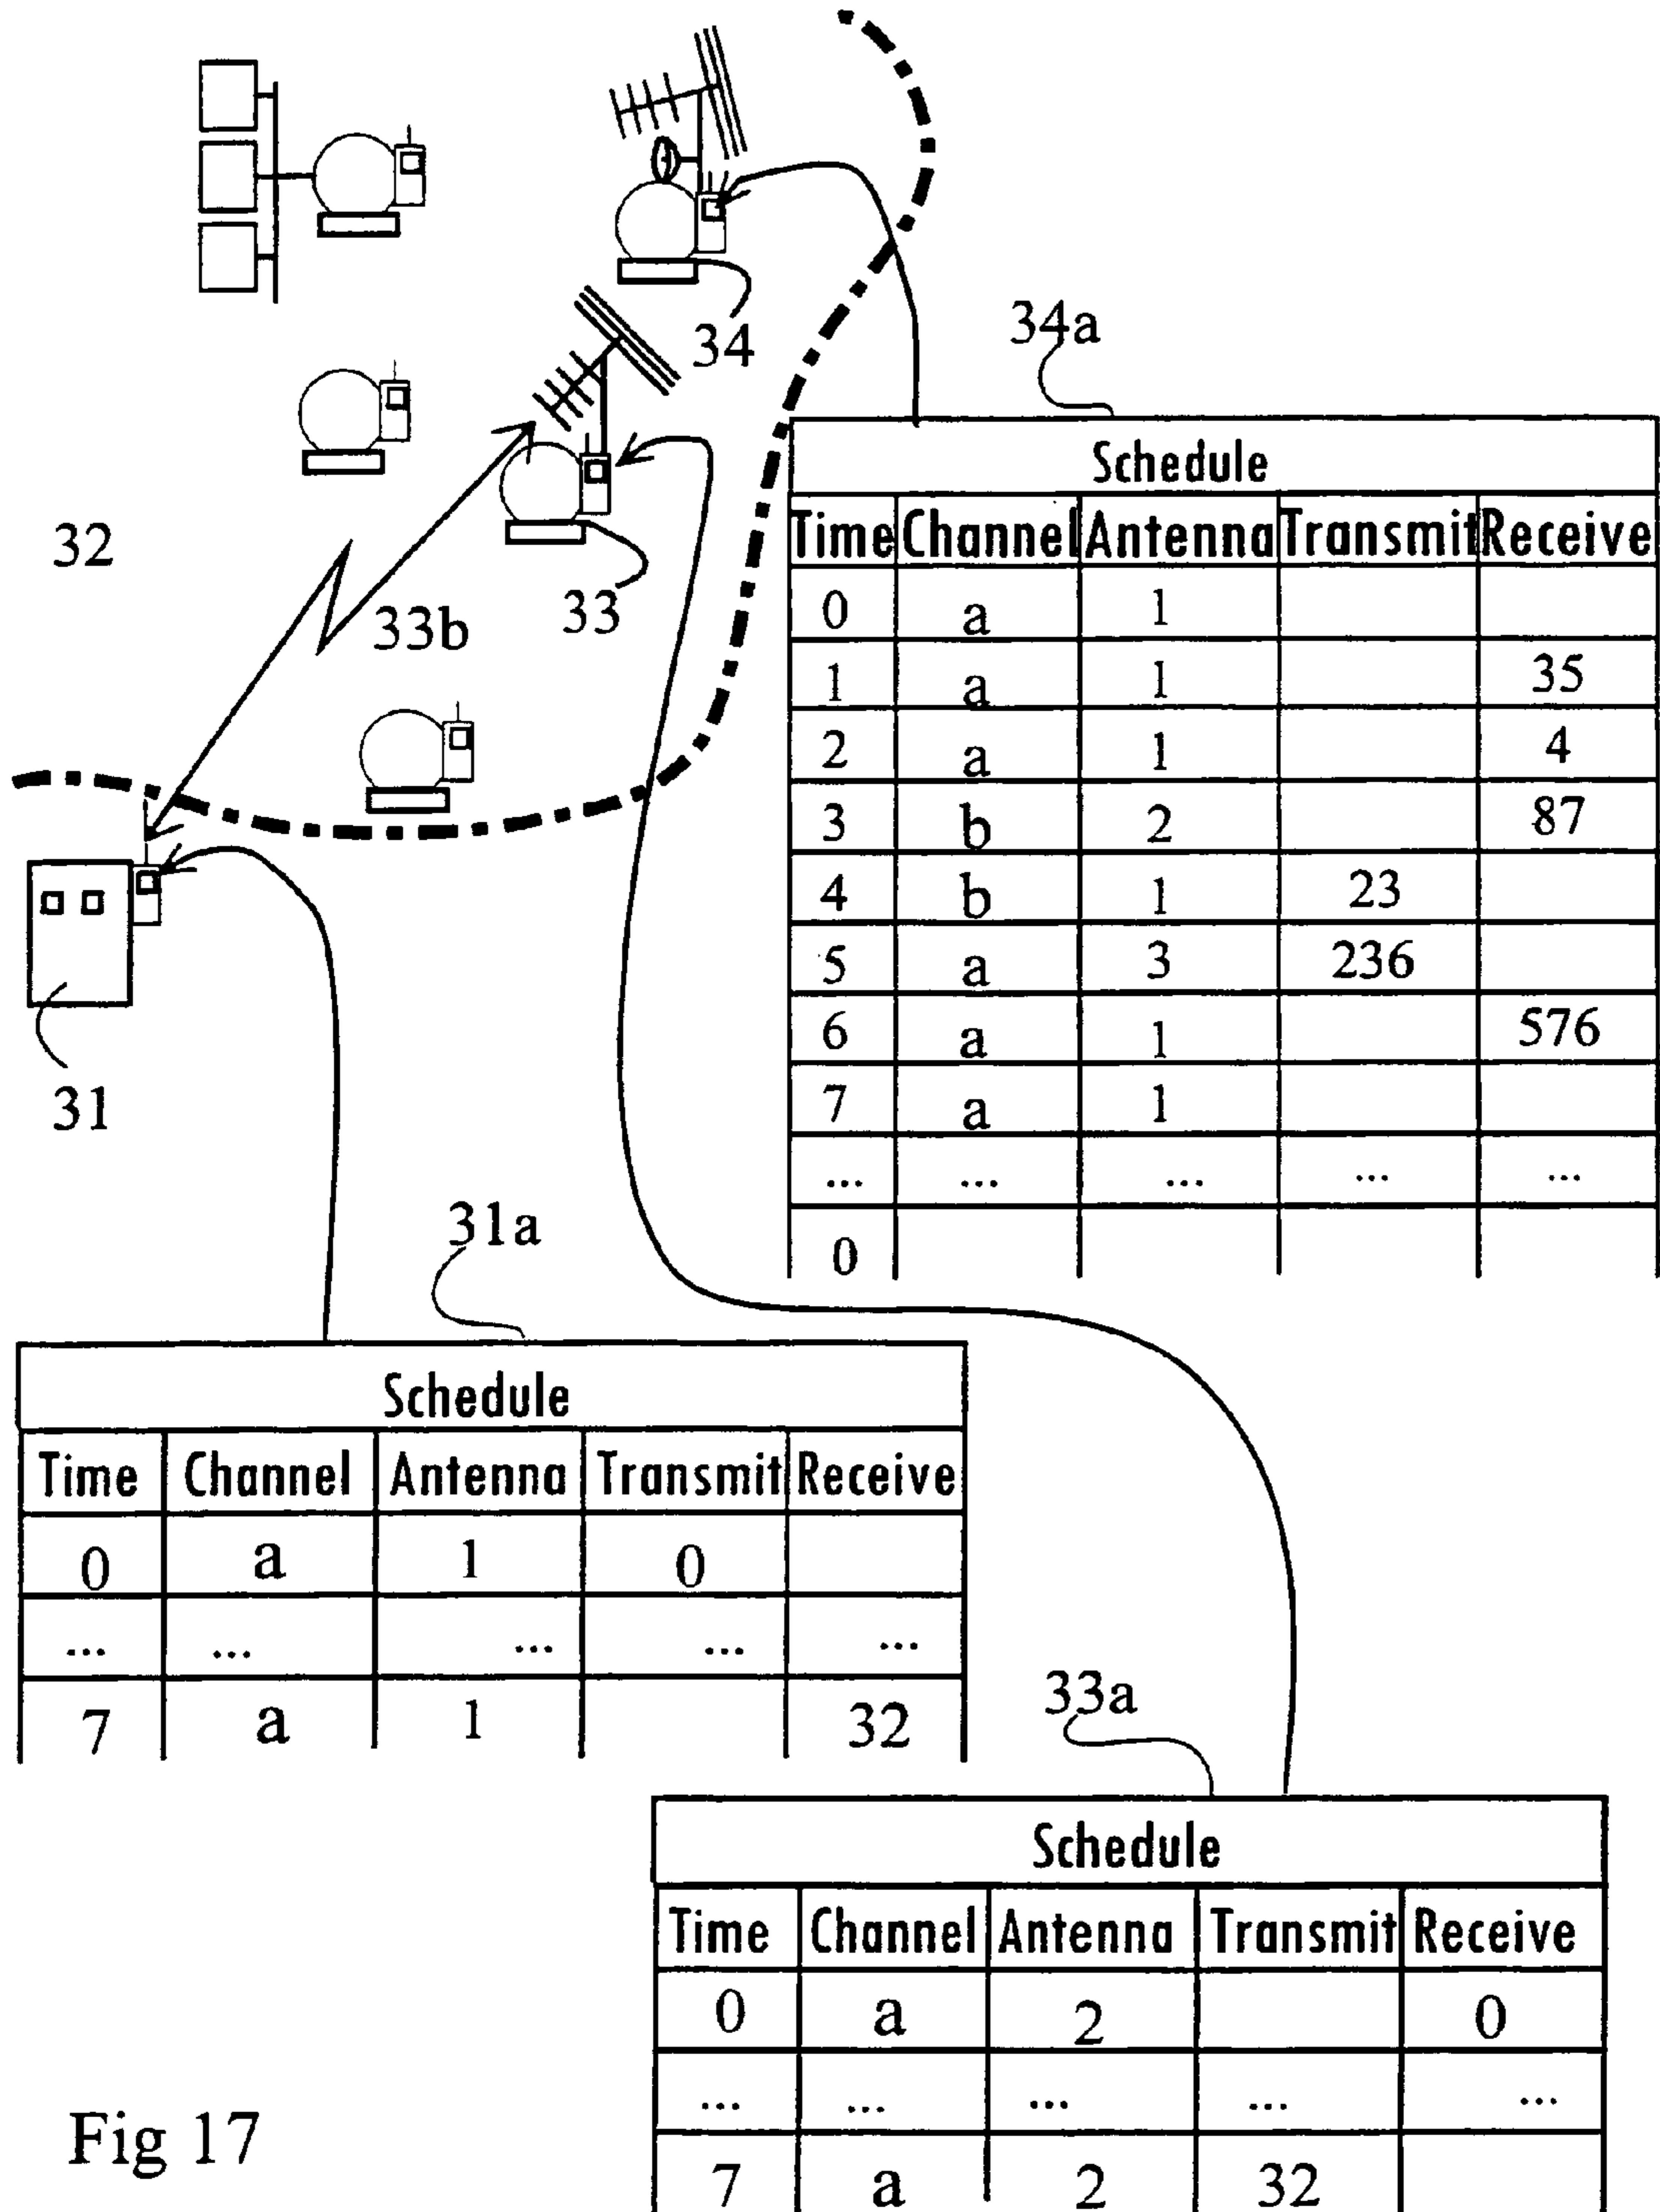 34
34a
32
33b
33
Schedule
Time Channel Antenna Transmit Receive
0 a 1
1 a 1 35
2 a 1 4
3 b 2 87
4 b 1 23
5 a 3 236
6 a 1 576
7 a 1
... ... ... ... ...
0
31
31a
Schedule
Time Channel Antenna Transmit Receive
0 a 1 0
... ... ... ... ...
7 a 1 32
33a
Schedule
Time Channel Antenna Transmit Receive
0 a 2 0
... ... ... ... ...
7 a 2 32
Fig 17